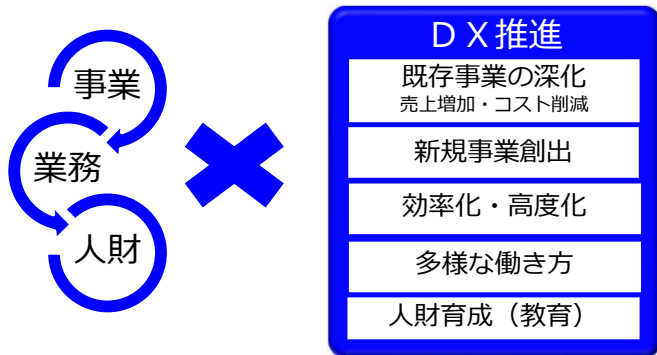 事業
業務
人財
ＤＸ推進
既存事業の深化
売上増加・コスト削減
新規事業創出
効率化・高度化
多様な働き方
人財育成（教育）